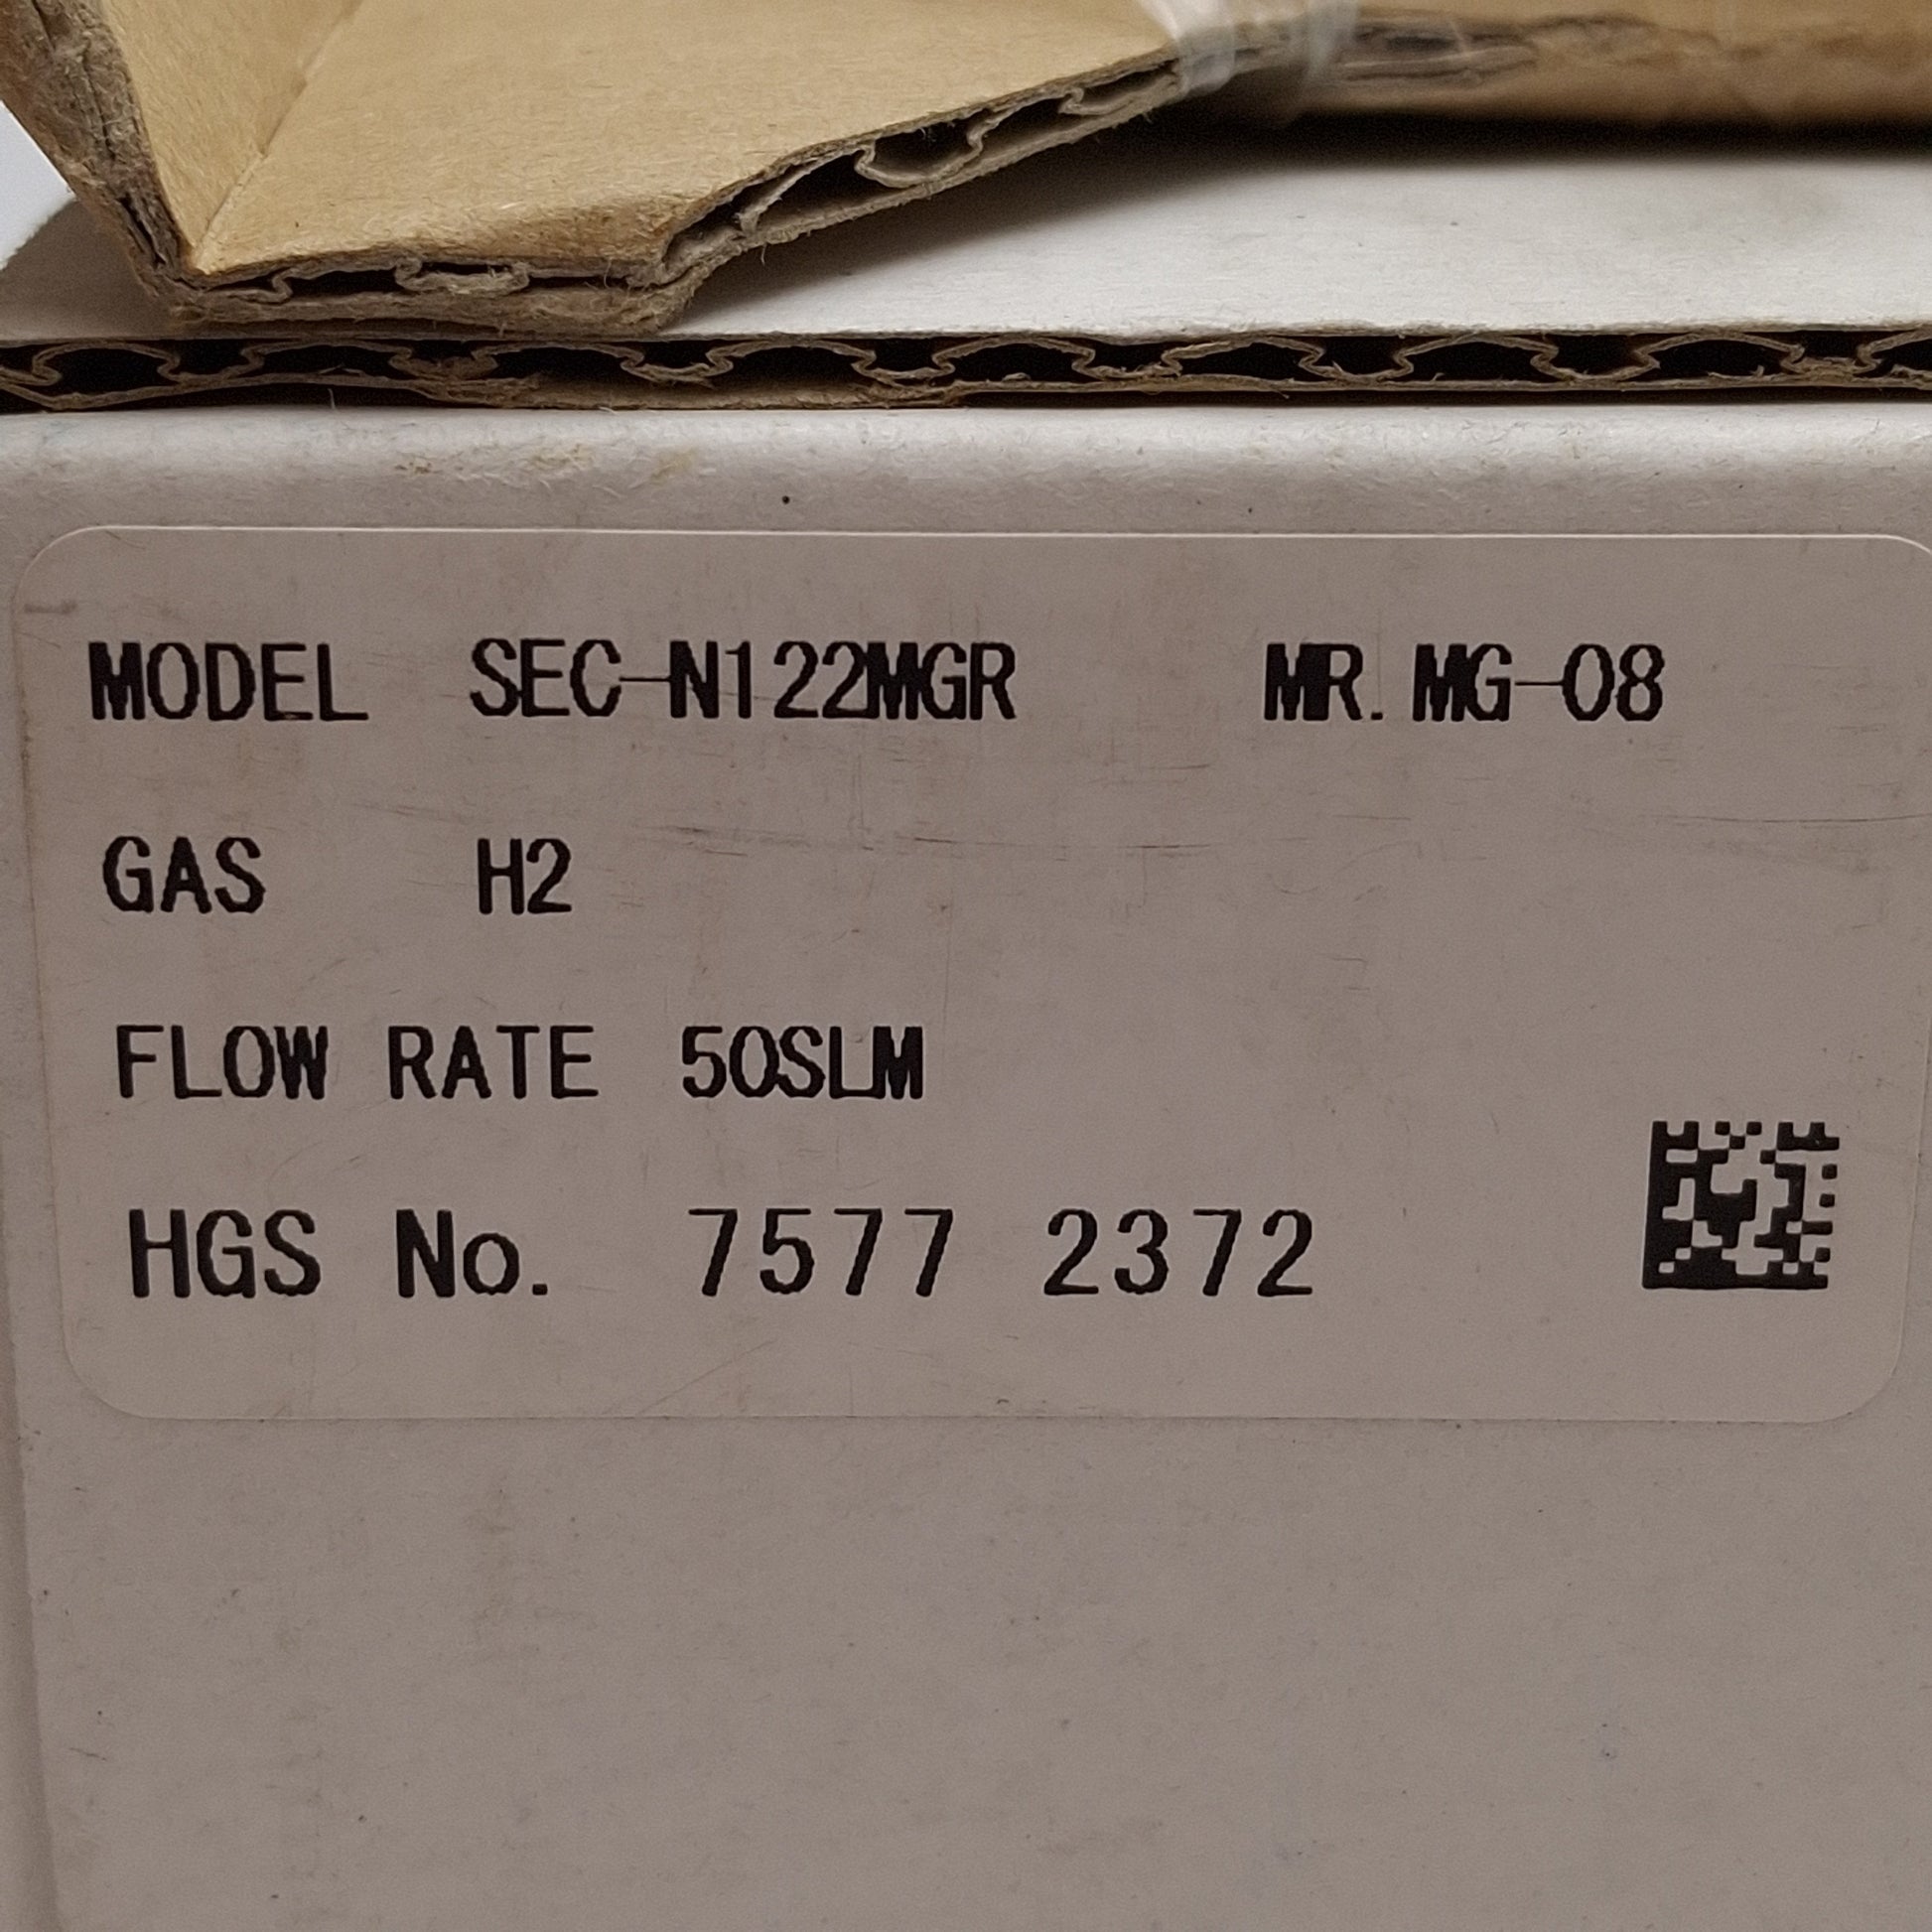 MODEL SEC-N122MGR MR.MG-08
GAS H2
FLOW RATE 50SLM
HGS No. 7577 2372